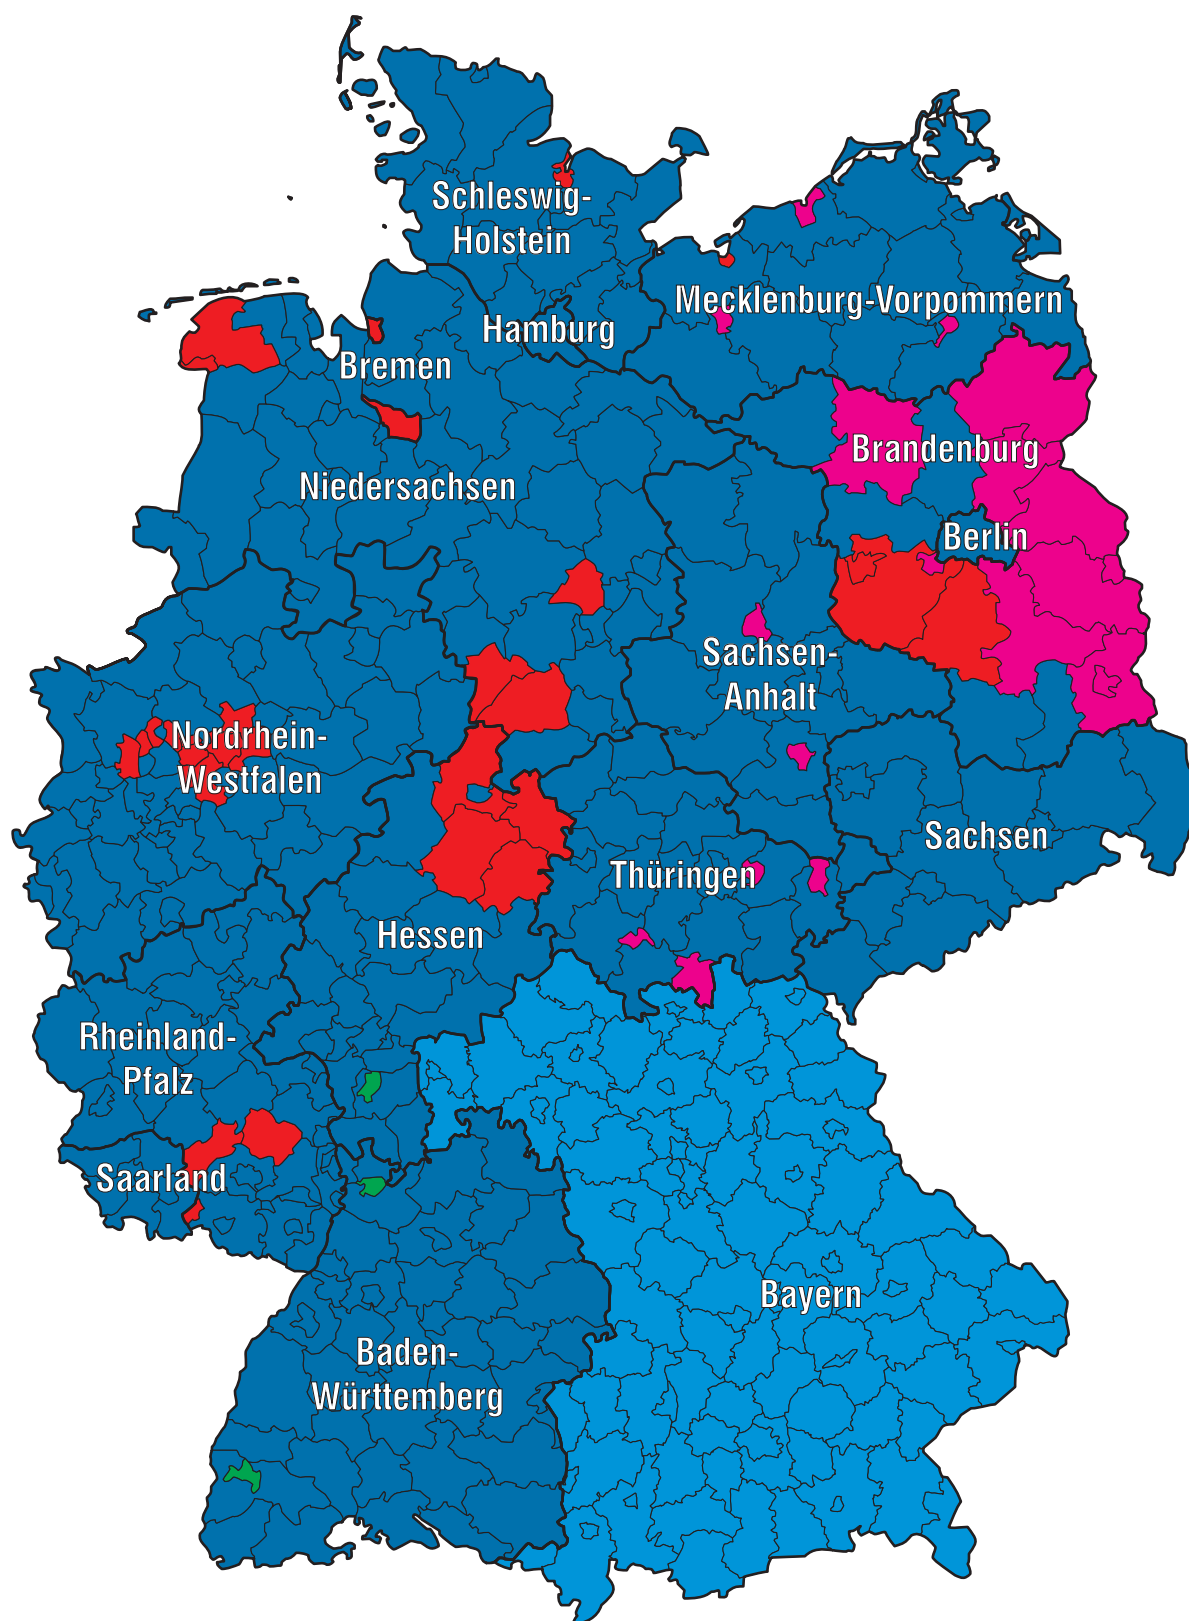 Schleswig-
Holstein
Mecklenburg-Vorpommern
Hamburg
Bremen
Brandenburg
Niedersachsen
Berlin
Sachsen-
Anhalt
Nordrhein-
Westfalen
Sachsen
Thüringen
Hessen
Rheinland-
Pfalz
Saarland
Bayern
Baden-
Württemberg